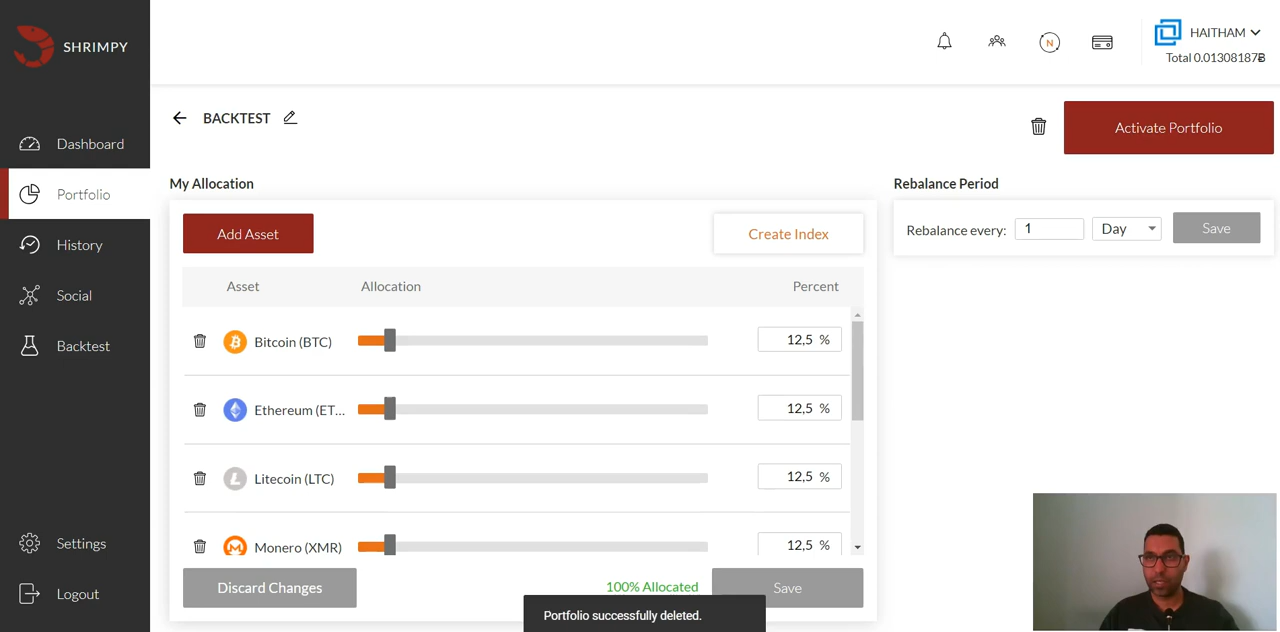 SHRIMPY
N
HAITHAM
Total 0.01308187Ƀ
Dashboard
Portfolio
History
Social
Backtest
Settings
Logout
BACKTEST
Activate Portfolio
My Allocation
Add Asset
Create Index
Asset Allocation Percent
Bitcoin (BTC) 12,5 %
Ethereum (ET... 12,5 %
Litecoin (LTC) 12,5 %
Monero (XMR) 12,5 %
Discard Changes
100% Allocated
Save
Rebalance Period
Rebalance every: 1 Day Save
Portfolio successfully deleted.